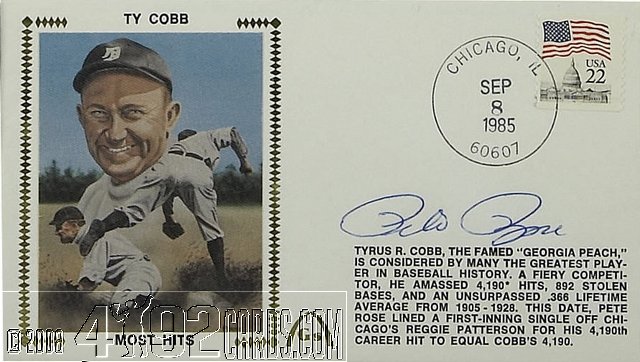 TY COBB
CHICAGO, IL
SEP
8
1985
60607
USA
22
D
Pete Rose
TYRUS R. COBB, THE FAMED "GEORGIA PEACH,"
IS CONSIDERED BY MANY THE GREATEST PLAY-
ER IN BASEBALL HISTORY. A FIERY COMPETI-
TOR, HE AMASSED 4,190* HITS, 892 STOLEN
BASES, AND AN UNSURPASSED .366 LIFETIME
AVERAGE FROM 1905 - 1928. THIS DATE, PETE
ROSE LINED A FIRST-INNING SINGLE OFF CHI-
CAGO'S REGGIE PATTERSON FOR HIS 4,190th
CAREER HIT TO EQUAL COBB'S 4,190.
MOST HITS
4192CARDS.COM